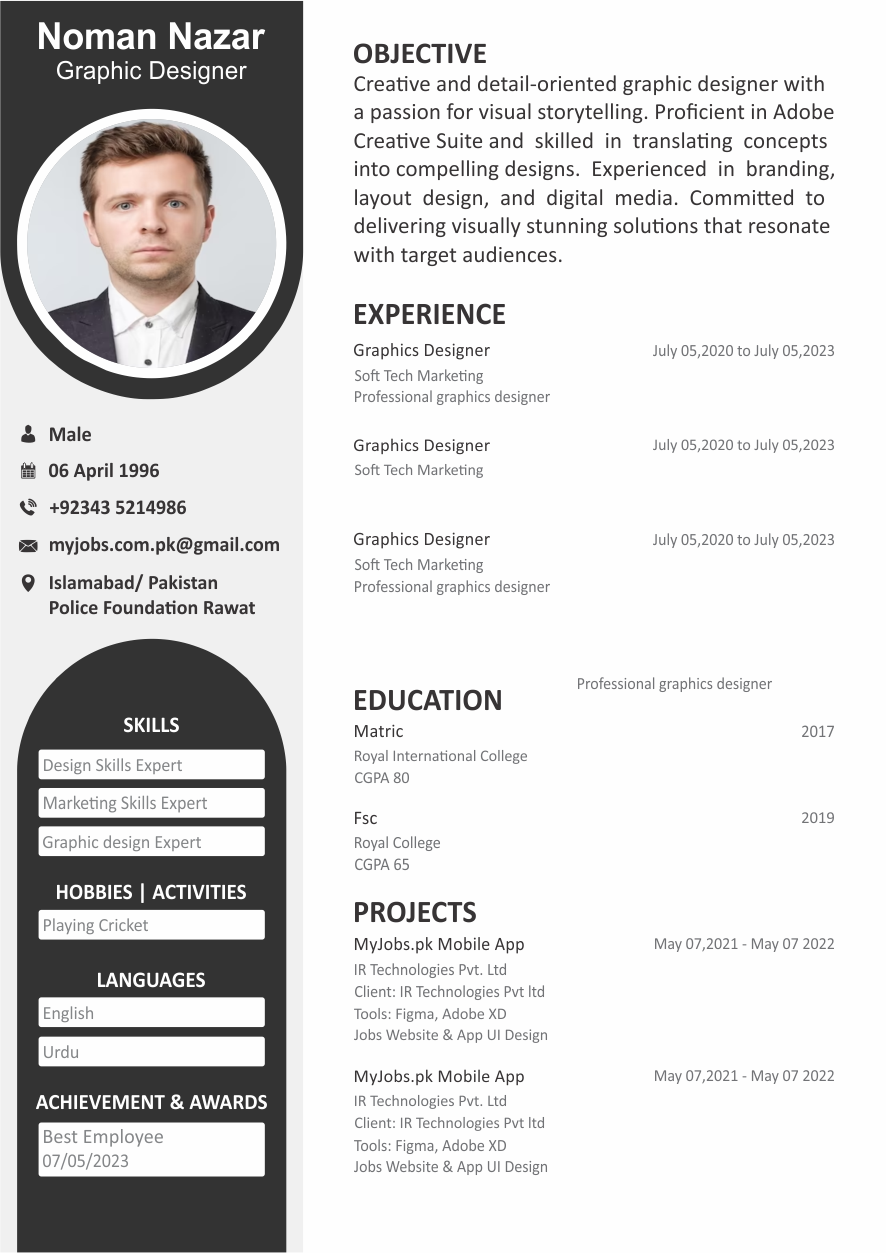 Noman Nazar
Graphic Designer
Male
06 April 1996
+92343 5214986
myjobs.com.pk@gmail.com
Islamabad/ Pakistan
Police Foundation Rawat
SKILLS
Design Skills Expert
Marketing Skills Expert
Graphic design Expert
HOBBIES | ACTIVITIES
Playing Cricket
LANGUAGES
English
Urdu
ACHIEVEMENT & AWARDS
Best Employee
07/05/2023
OBJECTIVE
Creative and detail-oriented graphic designer with
a passion for visual storytelling. Proficient in Adobe
Creative Suite and skilled in translating concepts
into compelling designs. Experienced in branding,
layout design, and digital media. Committed to
delivering visually stunning solutions that resonate
with target audiences.
EXPERIENCE
Graphics Designer July 05,2020 to July 05,2023
Soft Tech Marketing
Professional graphics designer
Graphics Designer July 05,2020 to July 05,2023
Soft Tech Marketing
Graphics Designer July 05,2020 to July 05,2023
Soft Tech Marketing
Professional graphics designer
Professional graphics designer
EDUCATION
Matric 2017
Royal International College
CGPA 80
Fsc 2019
Royal College
CGPA 65
PROJECTS
MyJobs.pk Mobile App May 07,2021 - May 07 2022
IR Technologies Pvt. Ltd
Client: IR Technologies Pvt ltd
Tools: Figma, Adobe XD
Jobs Website & App UI Design
MyJobs.pk Mobile App May 07,2021 - May 07 2022
IR Technologies Pvt. Ltd
Client: IR Technologies Pvt ltd
Tools: Figma, Adobe XD
Jobs Website & App UI Design